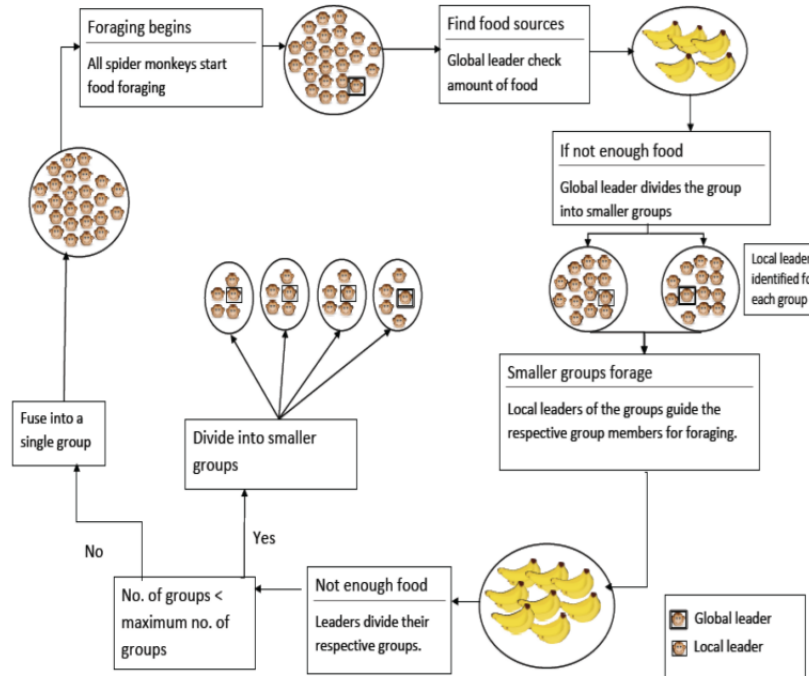 Foraging begins
All spider monkeys start
food foraging
Find food sources
Global leader check
amount of food
If not enough food
Global leader divides the group
into smaller groups
Local leader
identified fo
each group
Smaller groups forage
Local leaders of the groups guide the
respective group members for foraging.
Fuse into a
single group
Divide into smaller
groups
No
Yes
No. of groups <
maximum no. of
groups
Not enough food
Leaders divide their
respective groups.
Global leader
Local leader